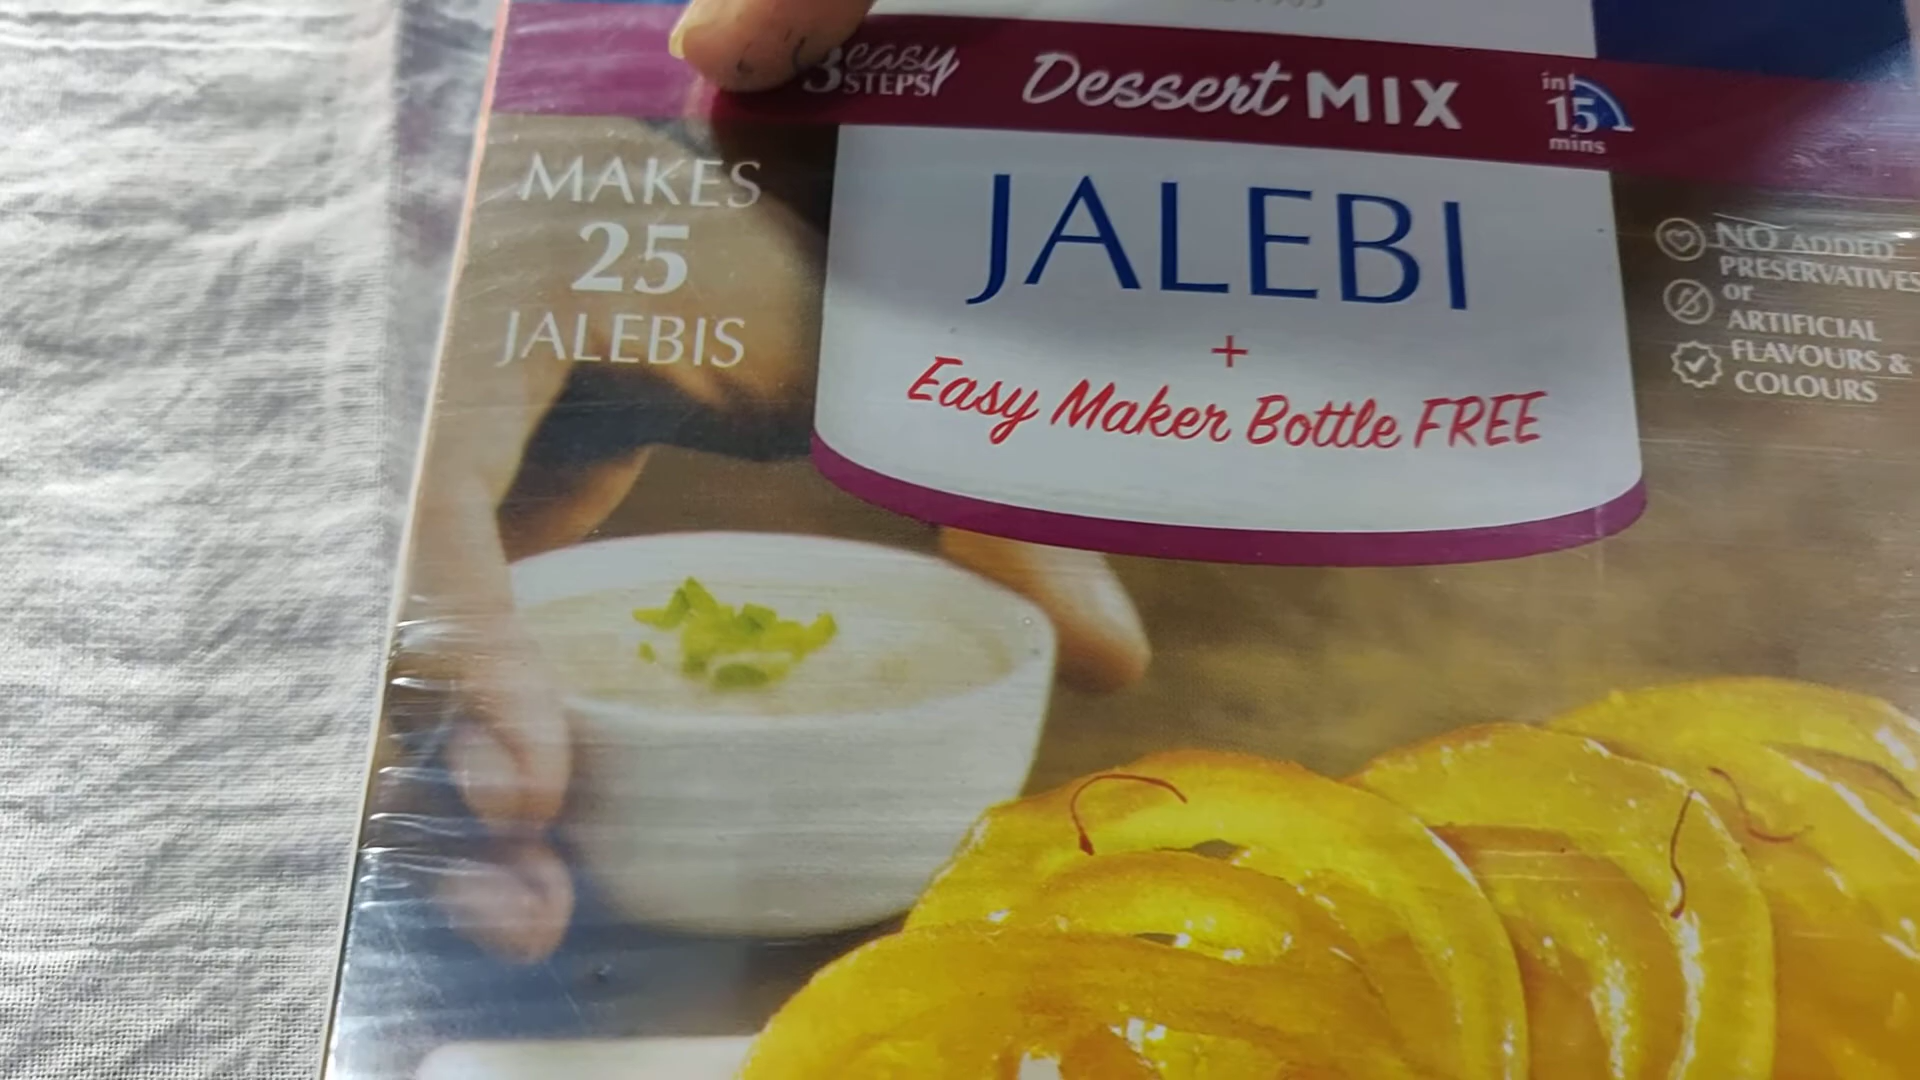 3 easy STEPS
Dessert MIX
in
15
mins
MAKES
25
JALEBIS
JALEBI
+
Easy Maker Bottle FREE
NO ADDED
PRESERVATIVES
or
ARTIFICIAL
FLAVOURS &
COLOURS